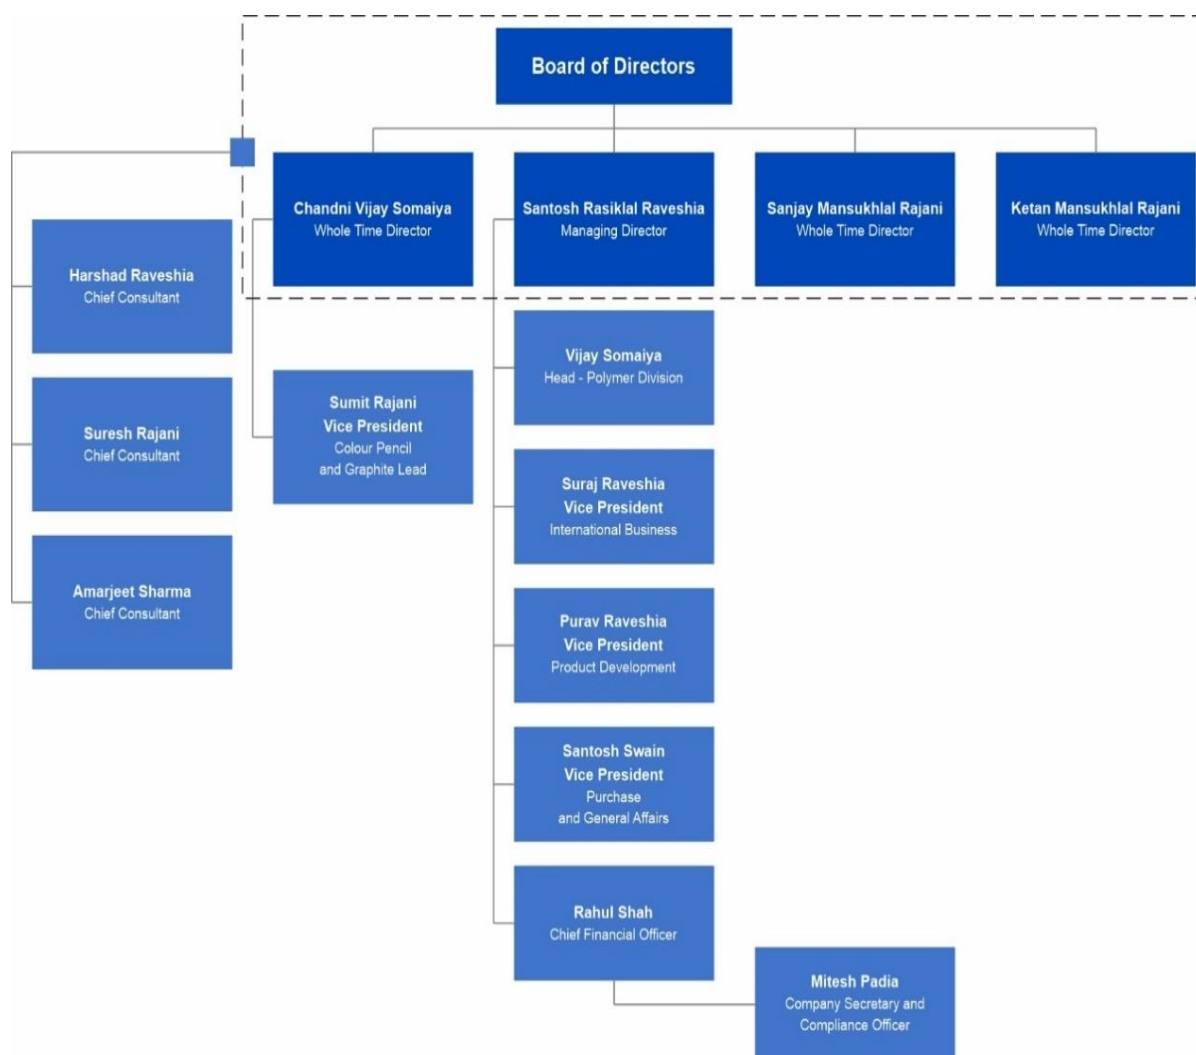 Board of Directors
Chandni Vijay Somaiya
Whole Time Director
Santosh Rasiklal Raveshia
Managing Director
Sanjay Mansukhlal Rajani
Whole Time Director
Ketan Mansukhlal Rajani
Whole Time Director
Harshad Raveshia
Chief Consultant
Suresh Rajani
Chief Consultant
Amarjeet Sharma
Chief Consultant
Sumit Rajani
Vice President
Colour Pencil
and Graphite Lead
Vijay Somaiya
Head - Polymer Division
Suraj Raveshia
Vice President
International Business
Purav Raveshia
Vice President
Product Development
Santosh Swain
Vice President
Purchase
and General Affairs
Rahul Shah
Chief Financial Officer
Mitesh Padia
Company Secretary and
Compliance Officer